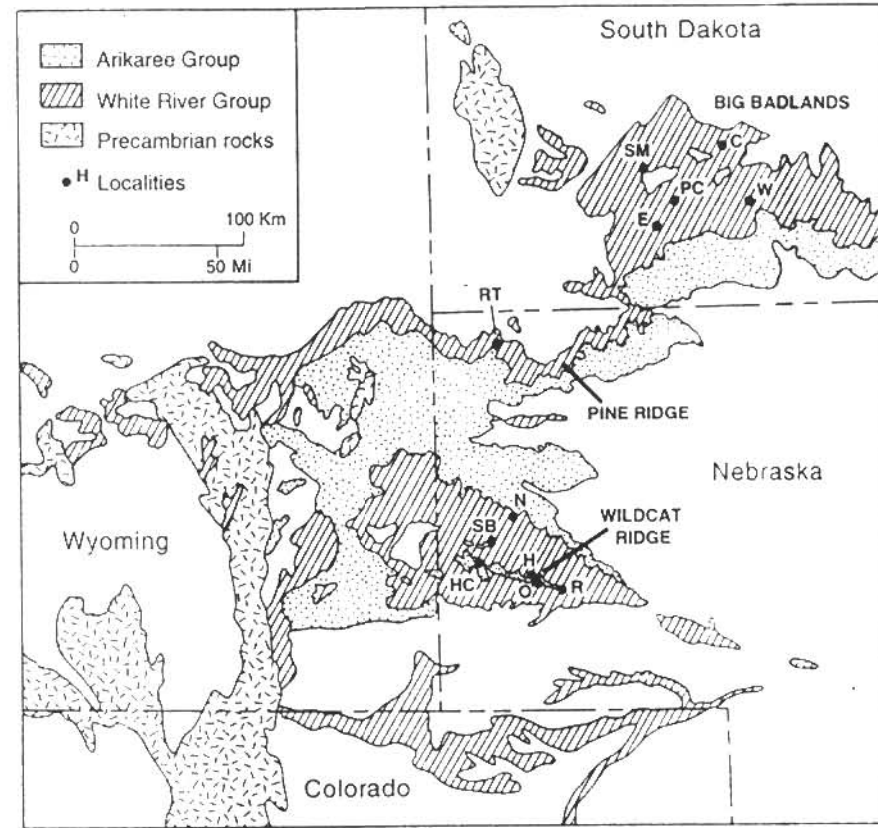 South Dakota
Arikaree Group
White River Group
Precambrian rocks
H Localities
0 100 Km
0 50 Mi
BIG BADLANDS
SM
C
PC
W
E
RT
PINE RIDGE
Nebraska
Wyoming
N
SB
WILDCAT
RIDGE
H
HC
O
R
Colorado